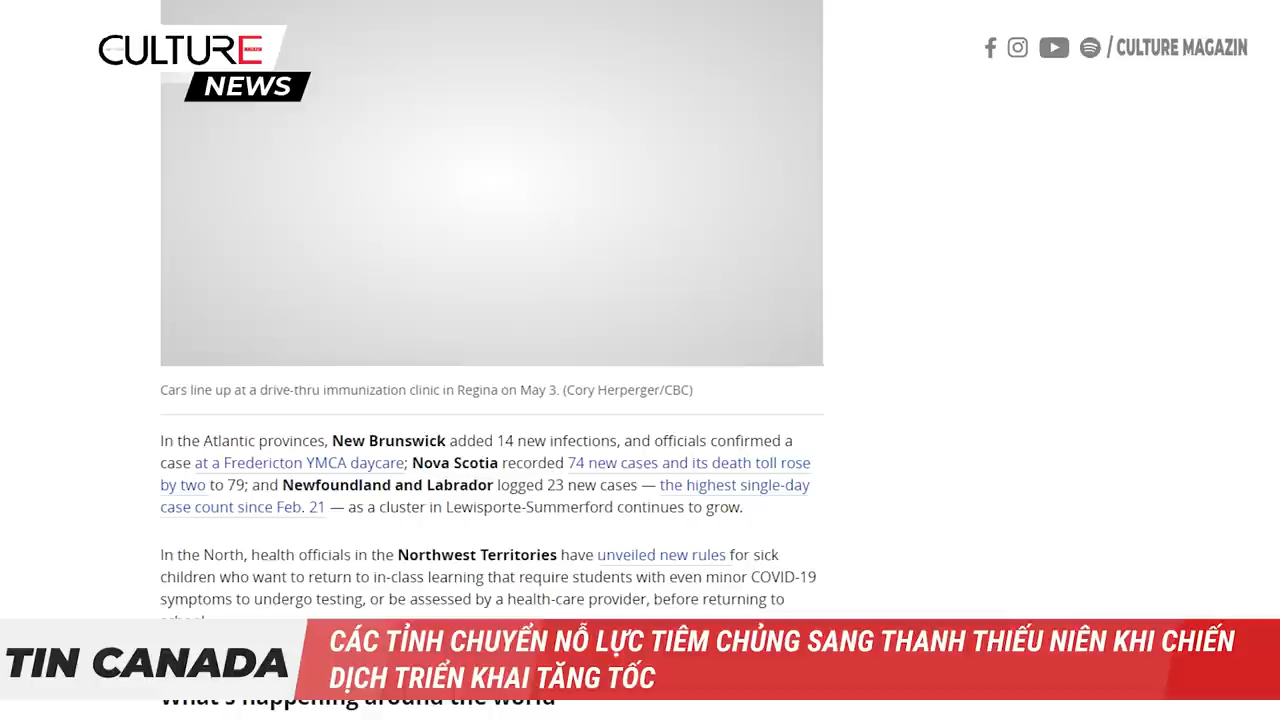 CULTURE
NEWS
/ CULTURE MAGAZIN
Cars line up at a drive-thru immunization clinic in Regina on May 3. (Cory Herperger/CBC)
In the Atlantic provinces, New Brunswick added 14 new infections, and officials confirmed a
case at a Fredericton YMCA daycare; Nova Scotia recorded 74 new cases and its death toll rose
by two to 79; and Newfoundland and Labrador logged 23 new cases — the highest single-day
case count since Feb. 21 — as a cluster in Lewisporte-Summerford continues to grow.
In the North, health officials in the Northwest Territories have unveiled new rules for sick
children who want to return to in-class learning that require students with even minor COVID-19
symptoms to undergo testing, or be assessed by a health-care provider, before returning to
TIN CANADA
CÁC TỈNH CHUYỂN NỖ LỰC TIÊM CHỦNG SANG THANH THIẾU NIÊN KHI CHIẾN
DỊCH TRIỂN KHAI TĂNG TỐC
What's happening around the world